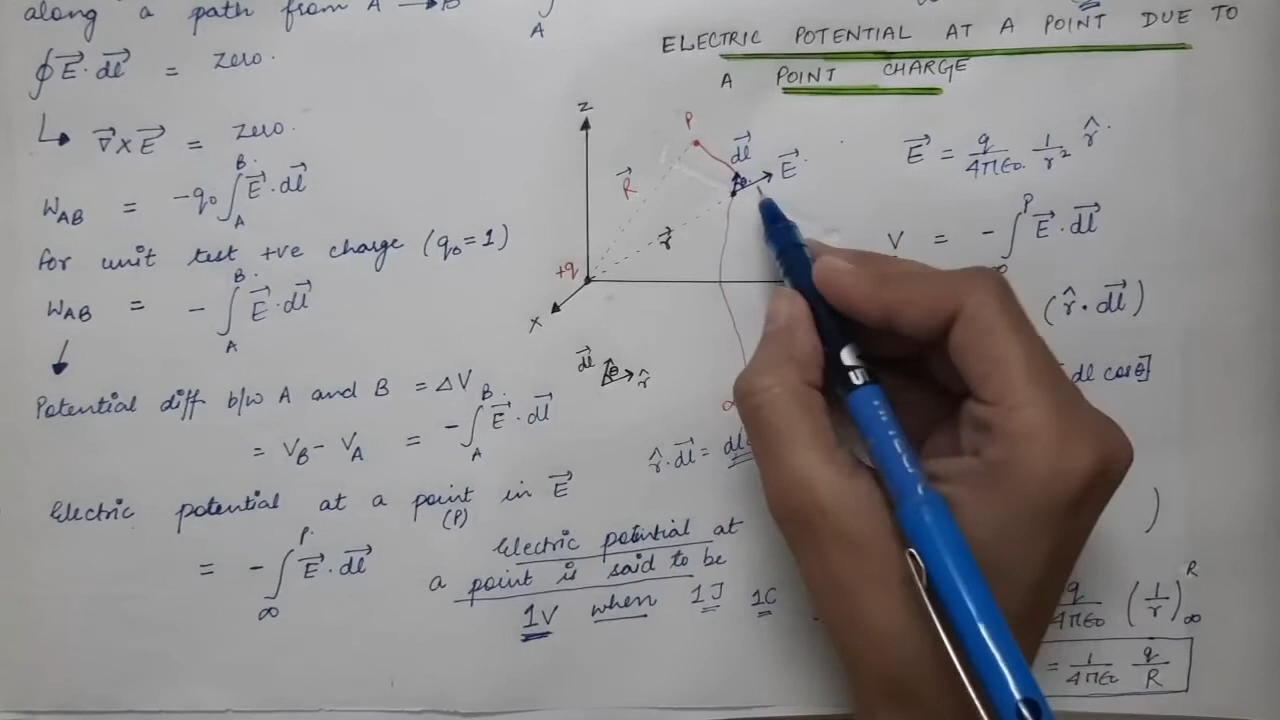 along a path from A → B
A
∮ E⃗ . dl⃗ = zero.
↳ ∇⃗ × E⃗ = zero.
W_AB = -q₀ ∫_A^B E⃗ . dl⃗
for unit test +ve charge (q₀ = 1)
W_AB = - ∫_A^B E⃗ . dl⃗
↓
Potential diff b/w A and B = ΔV
= V_B - V_A = - ∫_A^B E⃗ . dl⃗
Electric potential at a point in E⃗
(P)
= - ∫_∞^P E⃗ . dl⃗
Electric potential at
a point is said to be
1V when 1J 1C
ELECTRIC POTENTIAL AT A POINT DUE TO
A POINT CHARGE
Z
P
dl⃗
E⃗
θ
R⃗
r⃗
+q
X
dl⃗ θ r̂
r̂ . dl⃗ =
E⃗ = q/4πε₀ 1/r² r̂
V = - ∫_∞^P E⃗ . dl⃗
(r̂ . dl⃗)
dl cosθ]
)
q/4πε₀ (1/r)_∞^R
= 1/4πε₀ q/R